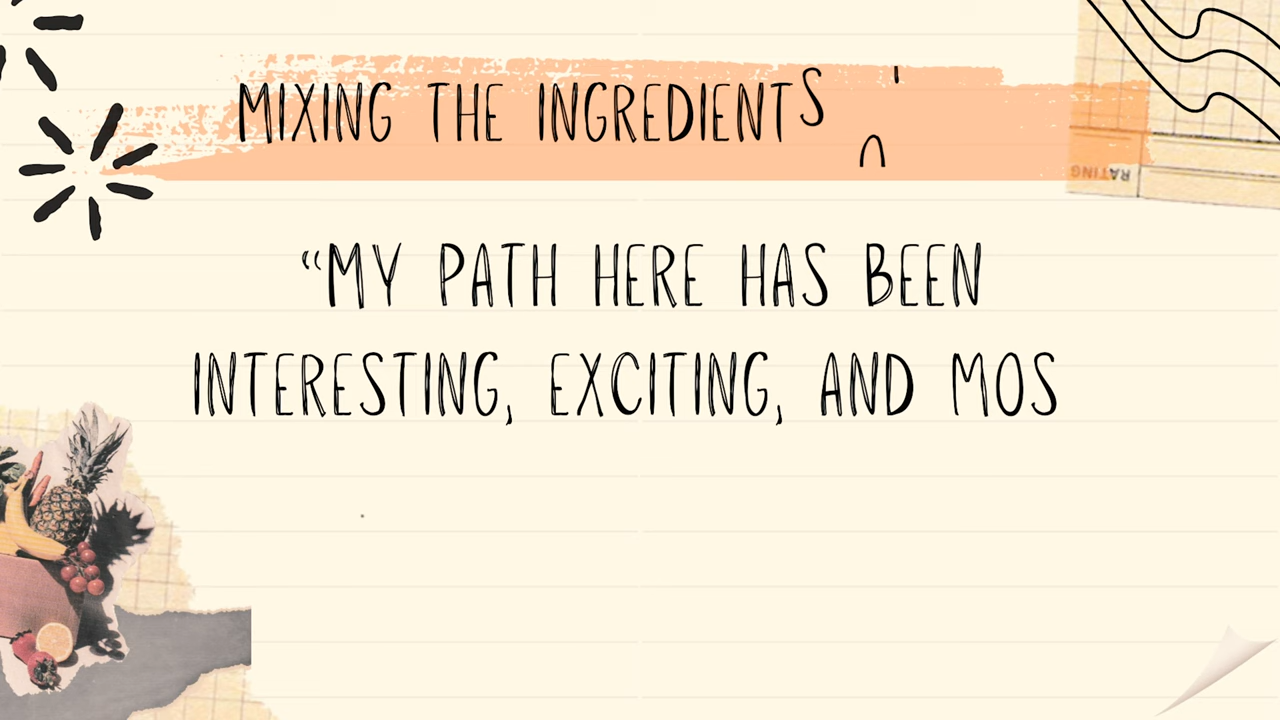 MIXING THE INGREDIENTS
RATING
“MY PATH HERE HAS BEEN
INTERESTING, EXCITING, AND MOS